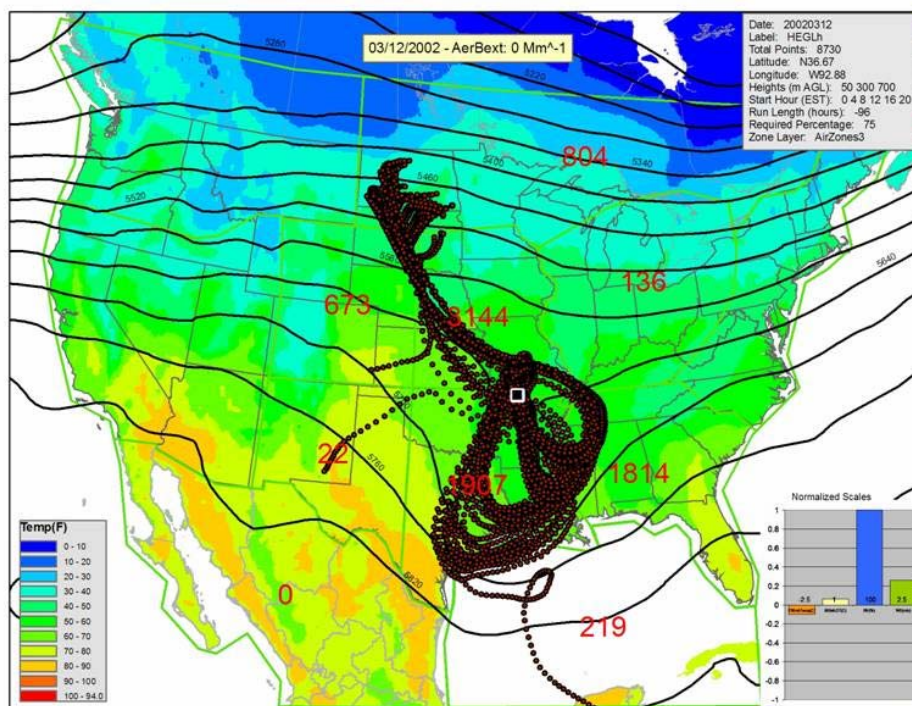 03/12/2002 - AerBext: 0 Mm^-1
Date: 20020312
Label: HEGLh
Total Points: 8730
Latitude: N36.67
Longitude: W92.88
Heights (m AGL): 50 300 700
Start Hour (EST): 0 4 8 12 16 20
Run Length (hours): -96
Required Percentage: 75
Zone Layer: AirZones3
5280
5220
804
5400
5340
5460
5520
5640
136
673
3144
22
5760
1907
1814
5820
0
219
Temp(F)
0 - 10
10 - 20
20 - 30
30 - 40
40 - 50
50 - 60
60 - 70
70 - 80
80 - 90
90 - 100
100 - 94.0
Normalized Scales
1
0.8
0.6
0.4
0.2
0
-0.2
-0.4
-0.6
-0.8
-1
-2.5
1
100
2.5